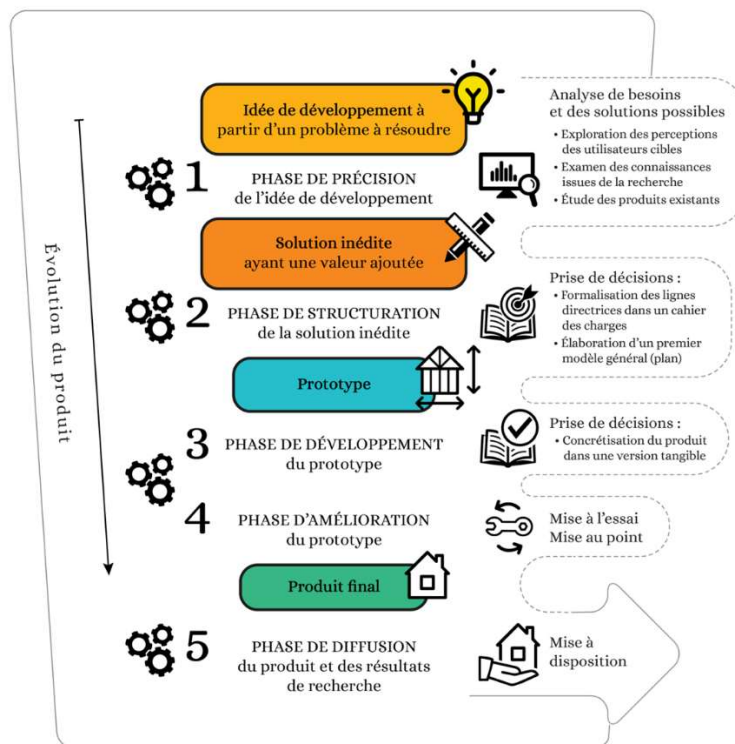 Idée de développement à
partir d'un problème à résoudre
Analyse de besoins
et des solutions possibles
• Exploration des perceptions
des utilisateurs cibles
• Examen des connaissances
issues de la recherche
• Étude des produits existants
1
PHASE DE PRÉCISION
de l'idée de développement
Solution inédite
ayant une valeur ajoutée
2
PHASE DE STRUCTURATION
de la solution inédite
Prise de décisions :
• Formalisation des lignes
directrices dans un cahier
des charges
• Élaboration d'un premier
modèle général (plan)
Évolution du produit
Prototype
3
PHASE DE DÉVELOPPEMENT
du prototype
Prise de décisions :
• Concrétisation du produit
dans une version tangible
4
PHASE D'AMÉLIORATION
du prototype
Mise à l'essai
Mise au point
Produit final
5
PHASE DE DIFFUSION
du produit et des résultats
de recherche
Mise à
disposition